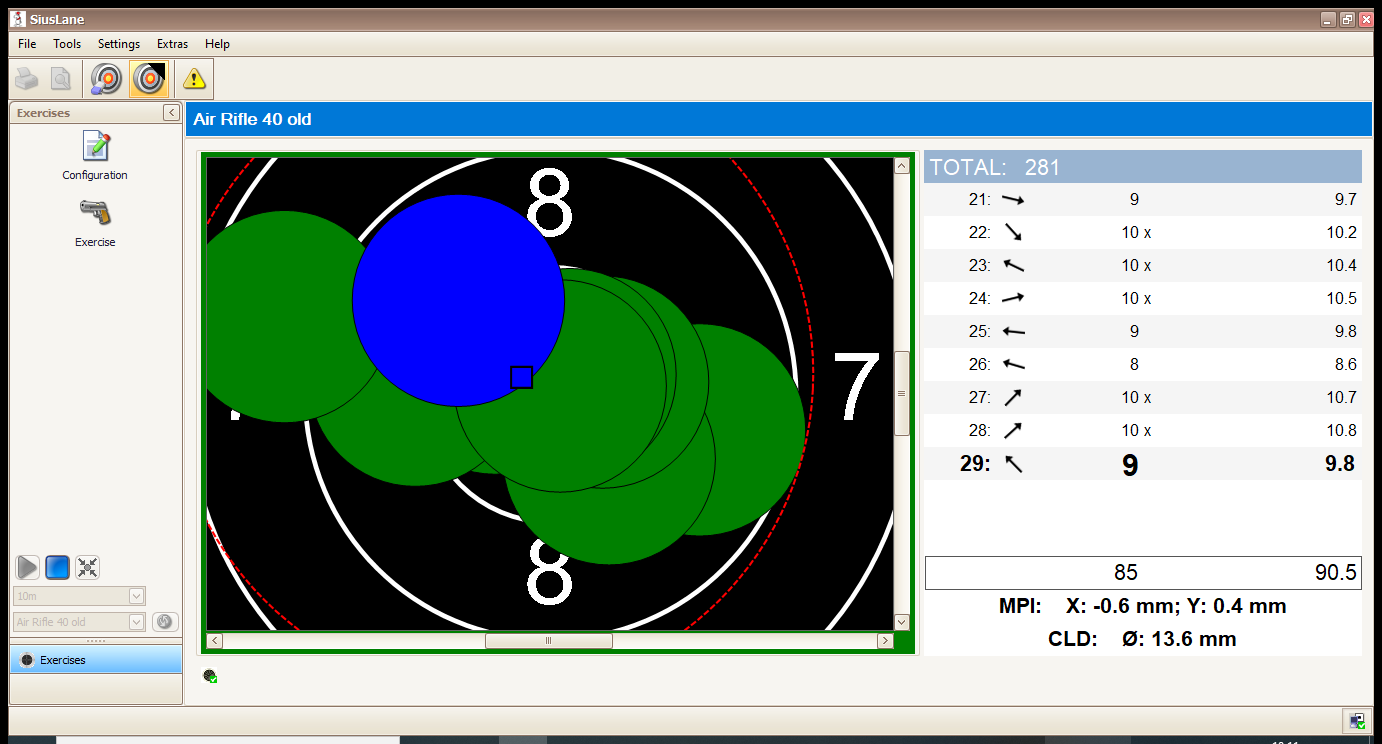 SiusLane
File Tools Settings Extras Help
Exercises
Configuration
Exercise
10m
Air Rifle 40 old
Exercises
Air Rifle 40 old
8
7
8
TOTAL: 281
21: 9 9.7
22: 10 x 10.2
23: 10 x 10.4
24: 10 x 10.5
25: 9 9.8
26: 8 8.6
27: 10 x 10.7
28: 10 x 10.8
29: 9 9.8
85 90.5
MPI: X: -0.6 mm; Y: 0.4 mm
CLD: Ø: 13.6 mm